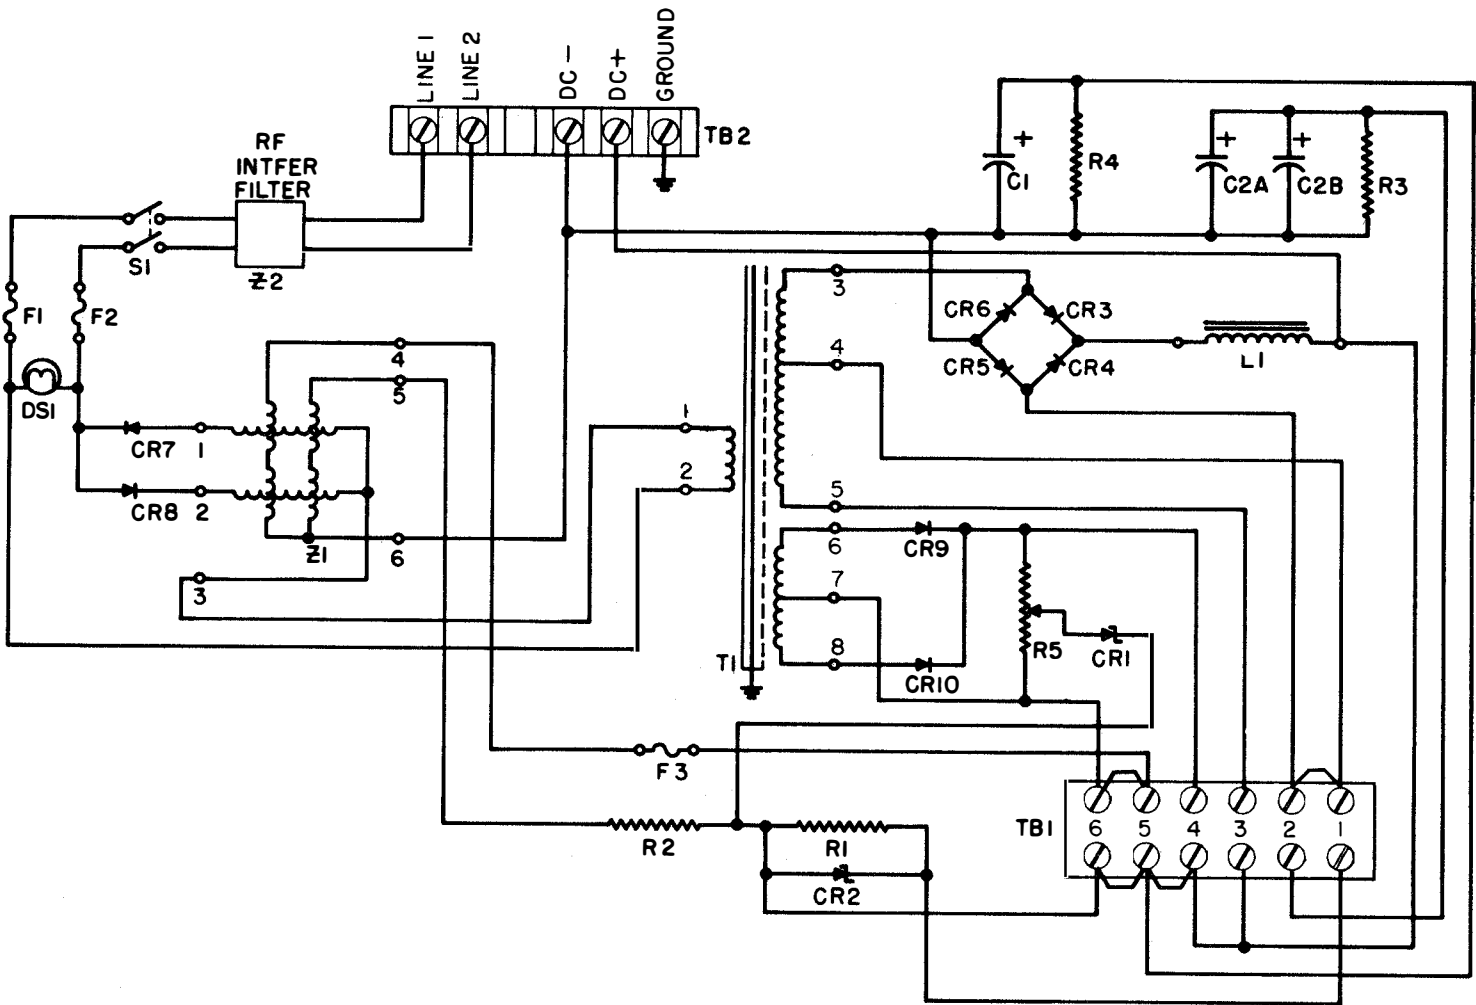 LINE 1
LINE 2
DC-
DC+
GROUND
TB2
RF
INTFER
FILTER
Z2
S1
F1
F2
DS1
CR7
1
CR8
2
3
4
5
6
Z1
1
2
T1
3
4
5
6
7
8
CR6
CR3
CR5
CR4
L1
+
C1
R4
+
C2A
+
C2B
R3
CR9
CR10
R5
CR1
F3
R2
R1
CR2
TB1
6 5 4 3 2 1